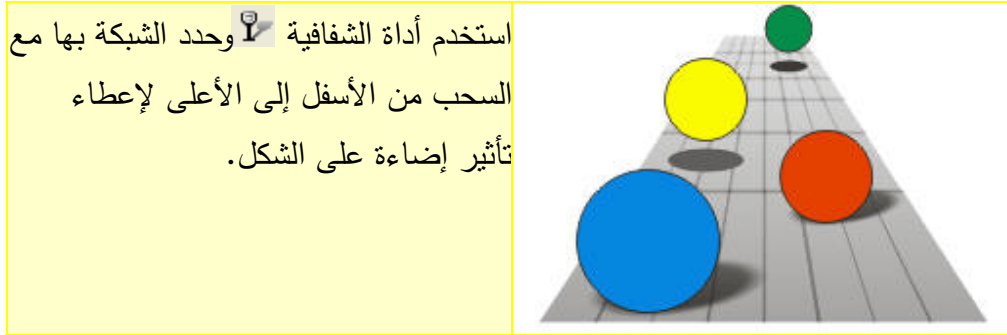 استخدم أداة الشفافية وحدد الشبكة بها مع
السحب من الأسفل إلى الأعلى لإعطاء
تأثير إضاءة على الشكل.